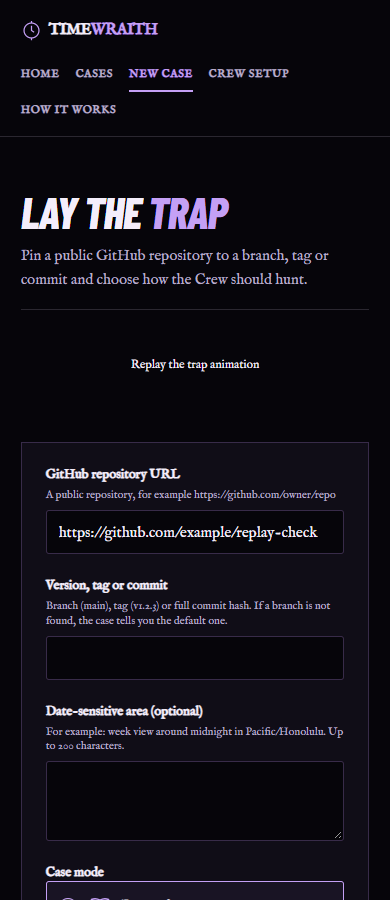 TIMEWRAITH
HOME CASES NEW CASE CREW SETUP
HOW IT WORKS
LAY THE TRAP
Pin a public GitHub repository to a branch, tag or
commit and choose how the Crew should hunt.
Replay the trap animation
GitHub repository URL
A public repository, for example https://github.com/owner/repo
https://github.com/example/replay-check
Version, tag or commit
Branch (main), tag (v1.2.3) or full commit hash. If a branch is not
found, the case tells you the default one.
Date-sensitive area (optional)
For example: week view around midnight in Pacific/Honolulu. Up
to 200 characters.
Case mode